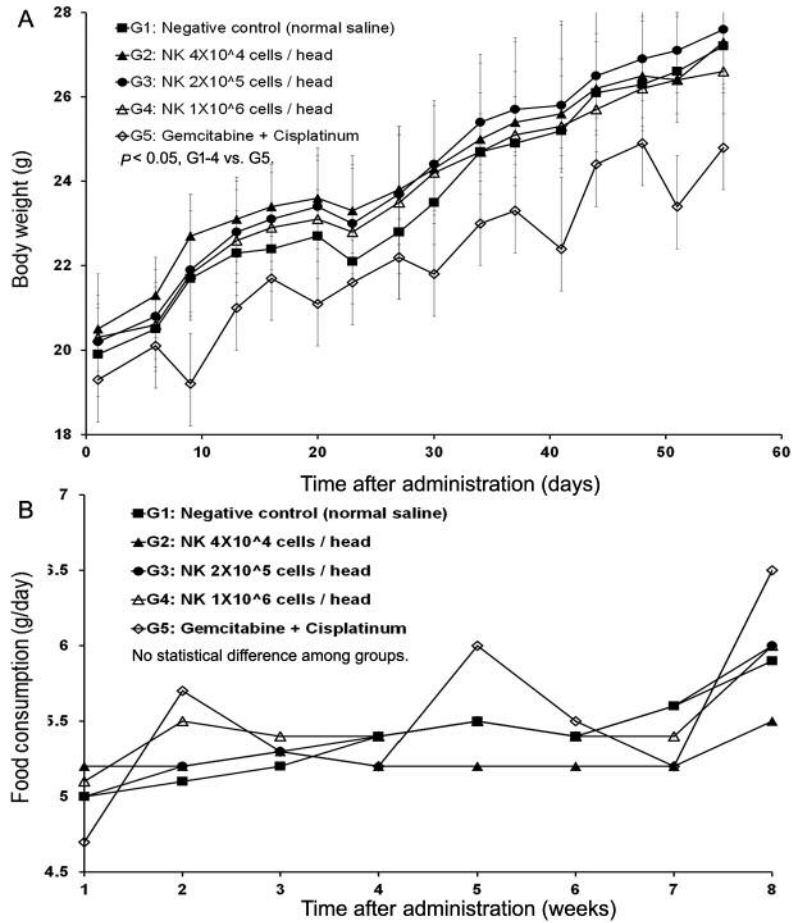 A
G1: Negative control (normal saline)
G2: NK 4X10^4 cells / head
G3: NK 2X10^5 cells / head
G4: NK 1X10^6 cells / head
G5: Gemcitabine + Cisplatinum
P< 0.05, G1-4 vs. G5.
Body weight (g)
28
26
24
22
20
18
0 10 20 30 40 50 60
Time after administration (days)
B
G1: Negative control (normal saline)
G2: NK 4X10^4 cells / head
G3: NK 2X10^5 cells / head
G4: NK 1X10^6 cells / head
G5: Gemcitabine + Cisplatinum
No statistical difference among groups.
Food consumption (g/day)
7
3.5
6
5.5
5
4.5
1 2 3 4 5 6 7 8
Time after administration (weeks)